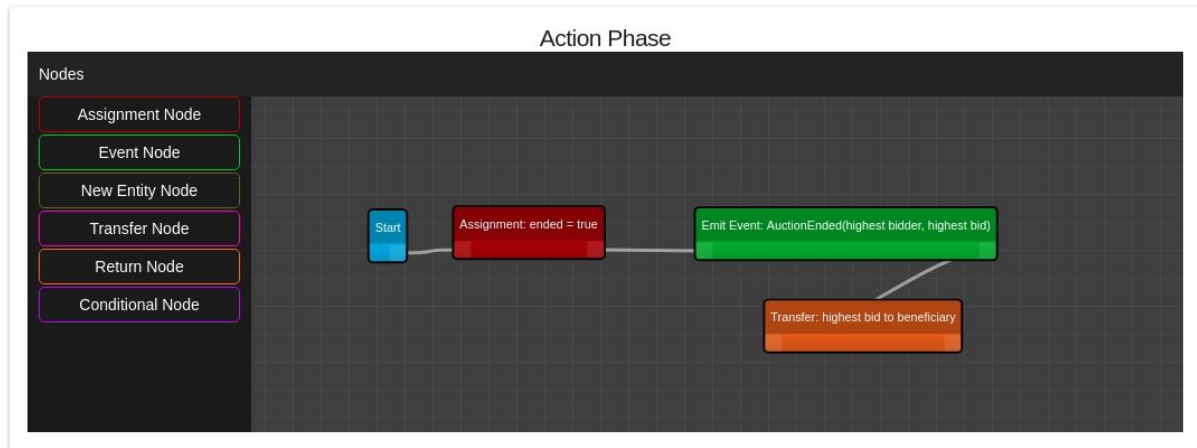 Action Phase
Nodes
Assignment Node
Event Node
New Entity Node
Transfer Node
Return Node
Conditional Node
Start
Assignment: ended = true
Emit Event: AuctionEnded(highest bidder, highest bid)
Transfer: highest bid to beneficiary